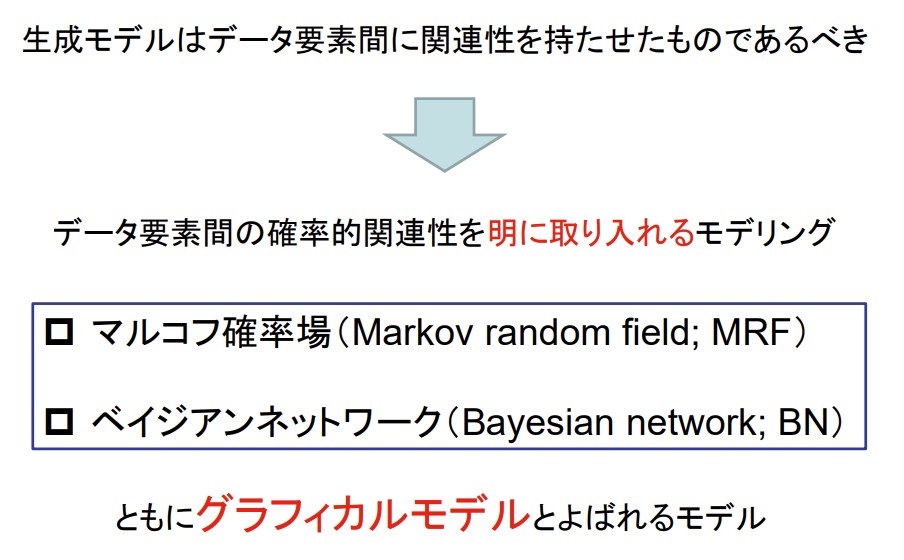 生成モデルはデータ要素間に関連性を持たせたものであるべき
データ要素間の確率的関連性を明に取り入れるモデリング
マルコフ確率場（Markov random field; MRF）
ベイジアンネットワーク（Bayesian network; BN）
ともにグラフィカルモデルとよばれるモデル